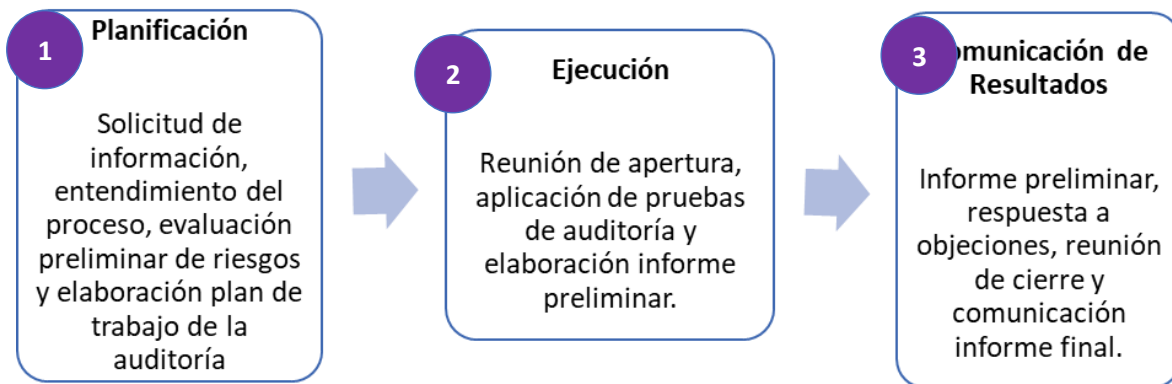 1
Planificación
Solicitud de
información,
entendimiento del
proceso, evaluación
preliminar de riesgos
y elaboración plan de
trabajo de la
auditoría
2
Ejecución
Reunión de apertura,
aplicación de pruebas
de auditoría y
elaboración informe
preliminar.
3
omunicación de
Resultados
Informe preliminar,
respuesta a
objeciones, reunión
de cierre y
comunicación
informe final.